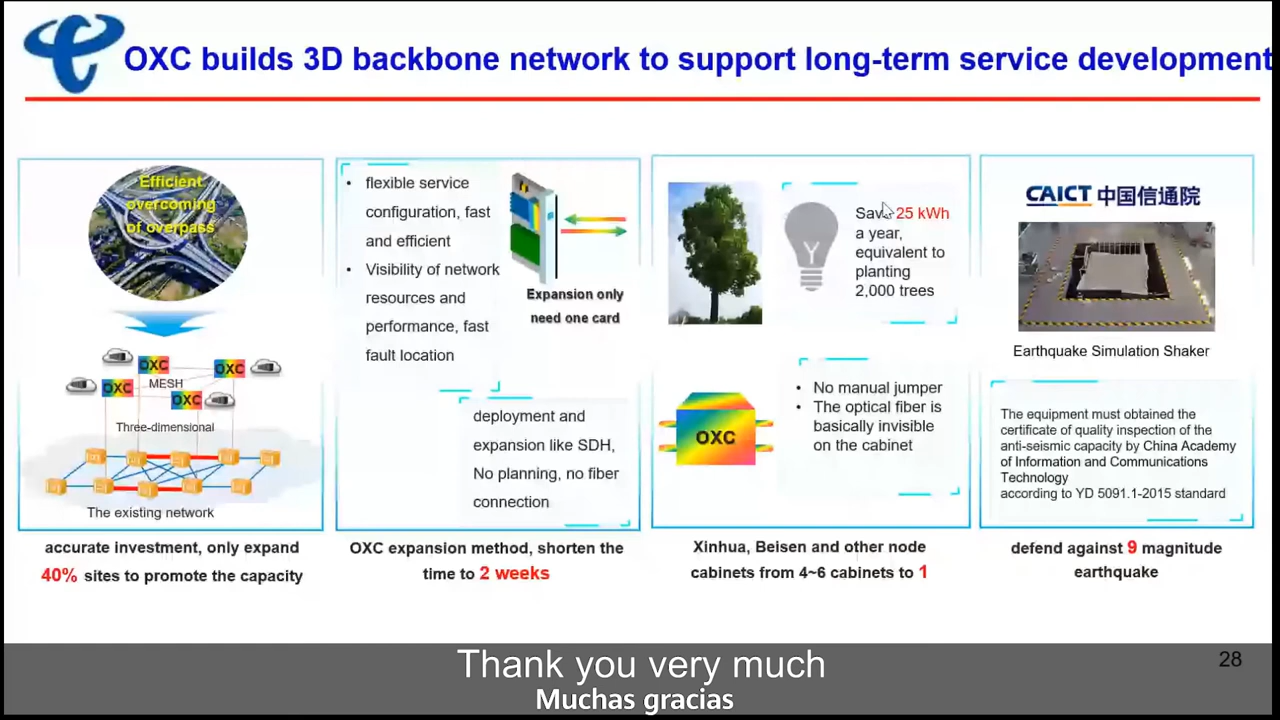 OXC builds 3D backbone network to support long-term service development
Efficient
overcoming
of overpass
OXC
OXC
MESH
OXC
OXC
Three-dimensional
The existing network
accurate investment, only expand
40% sites to promote the capacity
• flexible service
configuration, fast
and efficient
• Visibility of network
resources and
performance, fast
fault location
Expansion only
need one card
deployment and
expansion like SDH,
No planning, no fiber
connection
OXC expansion method, shorten the
time to 2 weeks
Save 25 kWh
a year,
equivalent to
planting
2,000 trees
OXC
• No manual jumper
• The optical fiber is
basically invisible
on the cabinet
Xinhua, Beisen and other node
cabinets from 4~6 cabinets to 1
CAICT 中国信通院
Earthquake Simulation Shaker
The equipment must obtained the
certificate of quality inspection of the
anti-seismic capacity by China Academy
of Information and Communications
Technology
according to YD 5091.1-2015 standard
defend against 9 magnitude
earthquake
Thank you very much
Muchas gracias
28